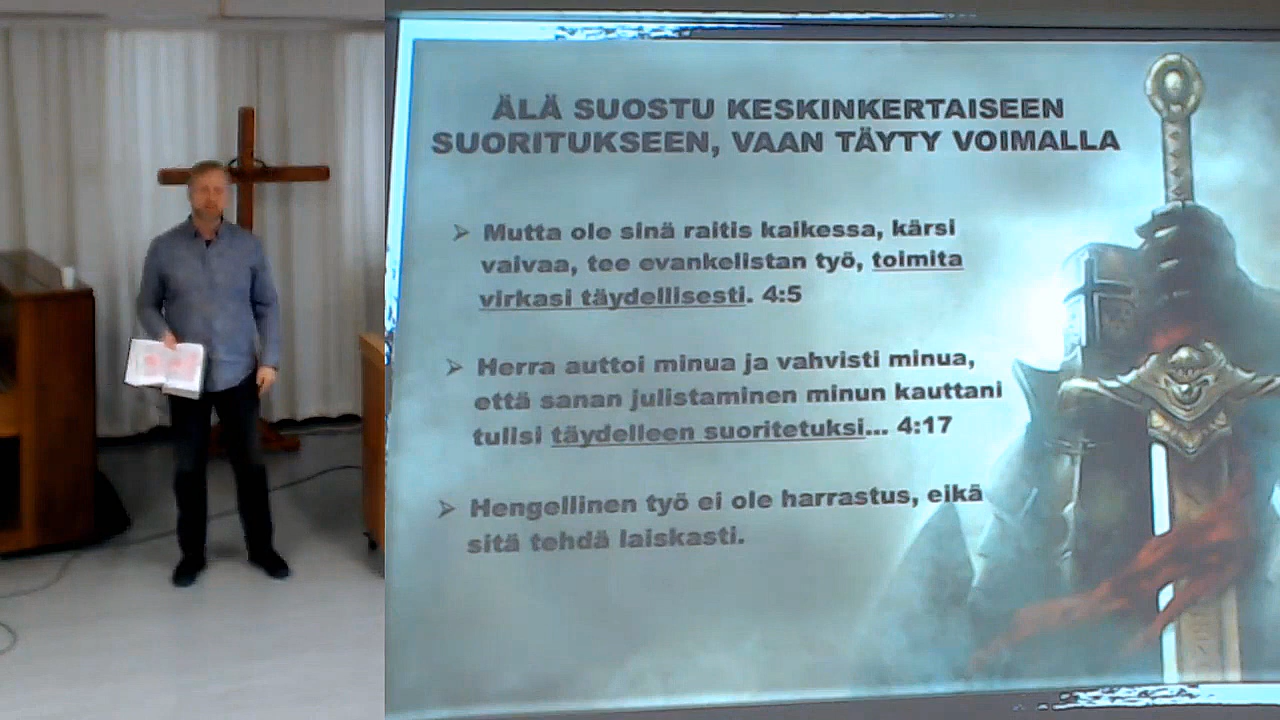 ÄLÄ SUOSTU KESKINKERTAISEEN
SUORITUKSEEN, VAAN TÄYTY VOIMALLA
➢ Mutta ole sinä raitis kaikessa, kärsi
vaivaa, tee evankelistan työ, toimita
virkasi täydellisesti. 4:5
➢ Herra auttoi minua ja vahvisti minua,
että sanan julistaminen minun kauttani
tulisi täydelleen suoritetuksi... 4:17
➢ Hengellinen työ ei ole harrastus, eikä
sitä tehdä laiskasti.